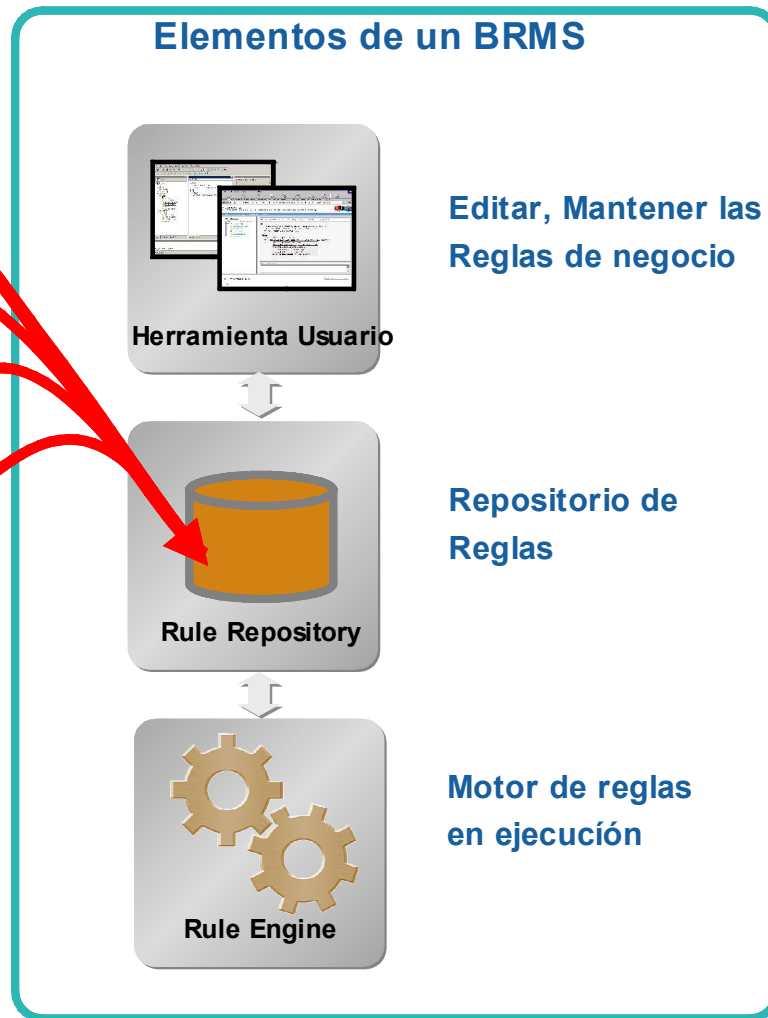 Elementos de un BRMS
Editar, Mantener las
Reglas de negocio
Herramienta Usuario
Repositorio de
Reglas
Rule Repository
Motor de reglas
en ejecucíón
Rule Engine